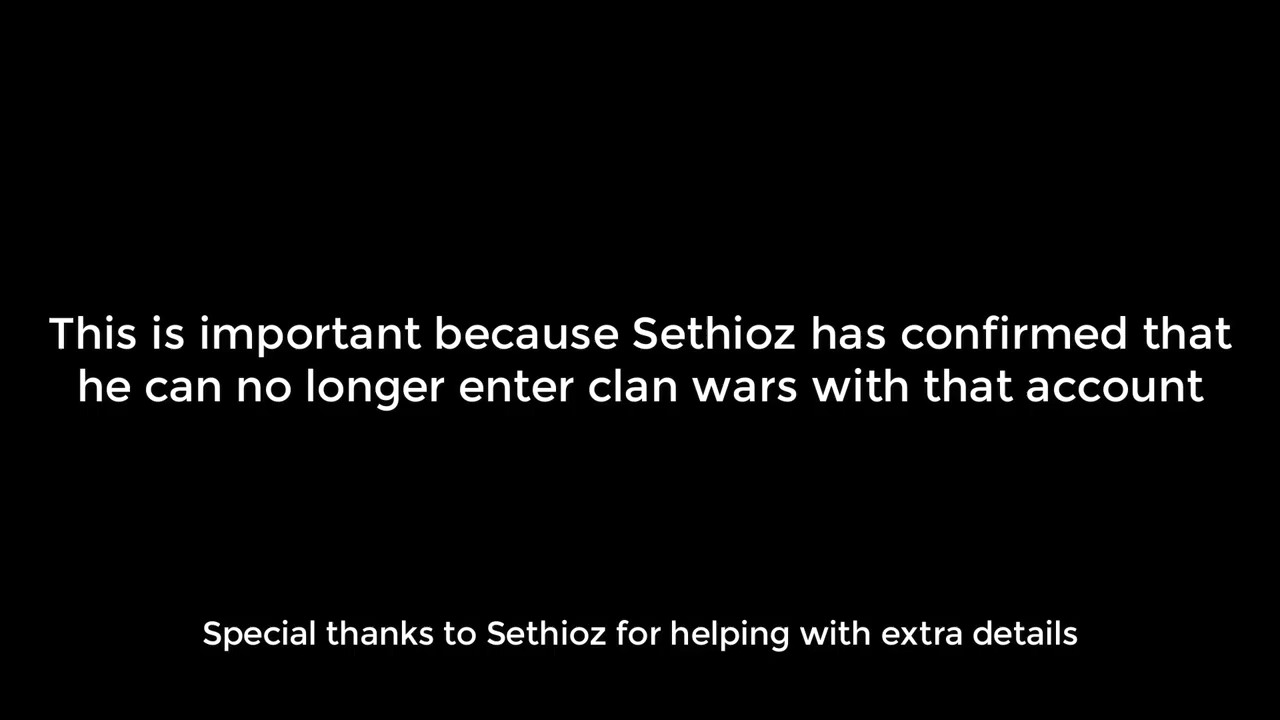 This is important because Sethioz has confirmed that
he can no longer enter clan wars with that account
Special thanks to Sethioz for helping with extra details